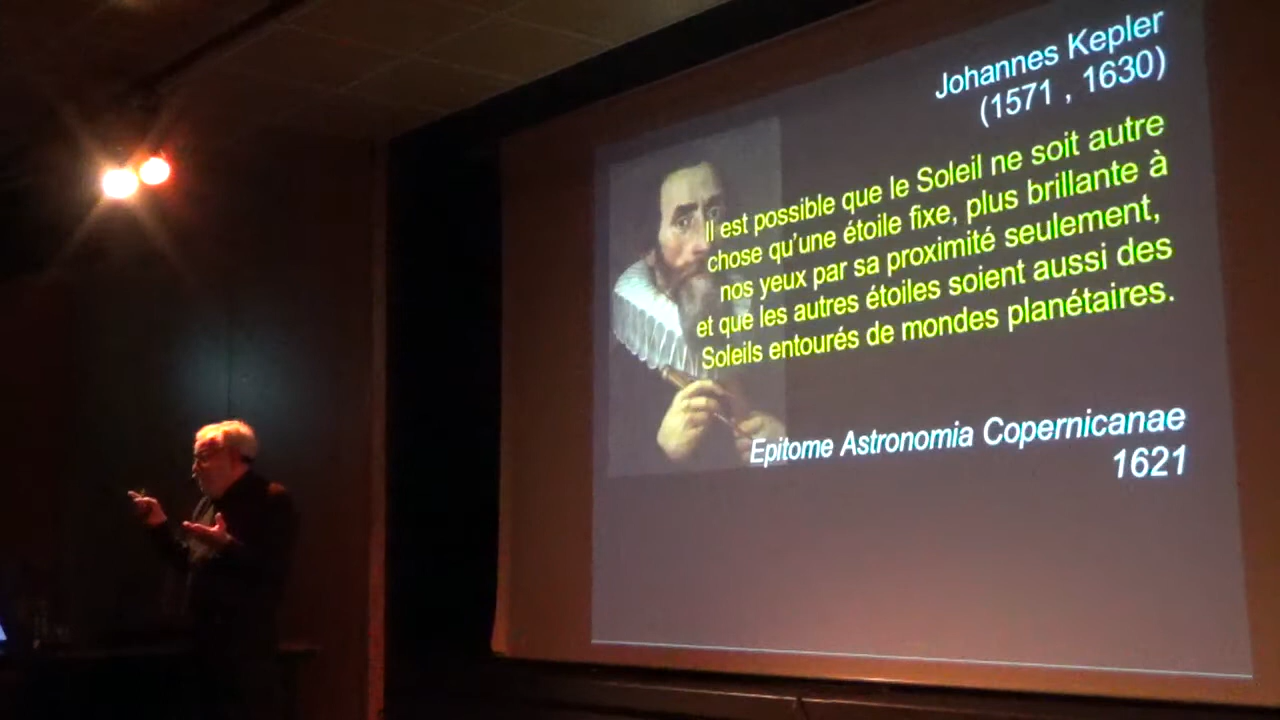 Johannes Kepler
(1571 , 1630)
Il est possible que le Soleil ne soit autre
chose qu'une étoile fixe, plus brillante à
nos yeux par sa proximité seulement,
et que les autres étoiles soient aussi des
Soleils entourés de mondes planétaires.
Epitome Astronomia Copernicanae
1621